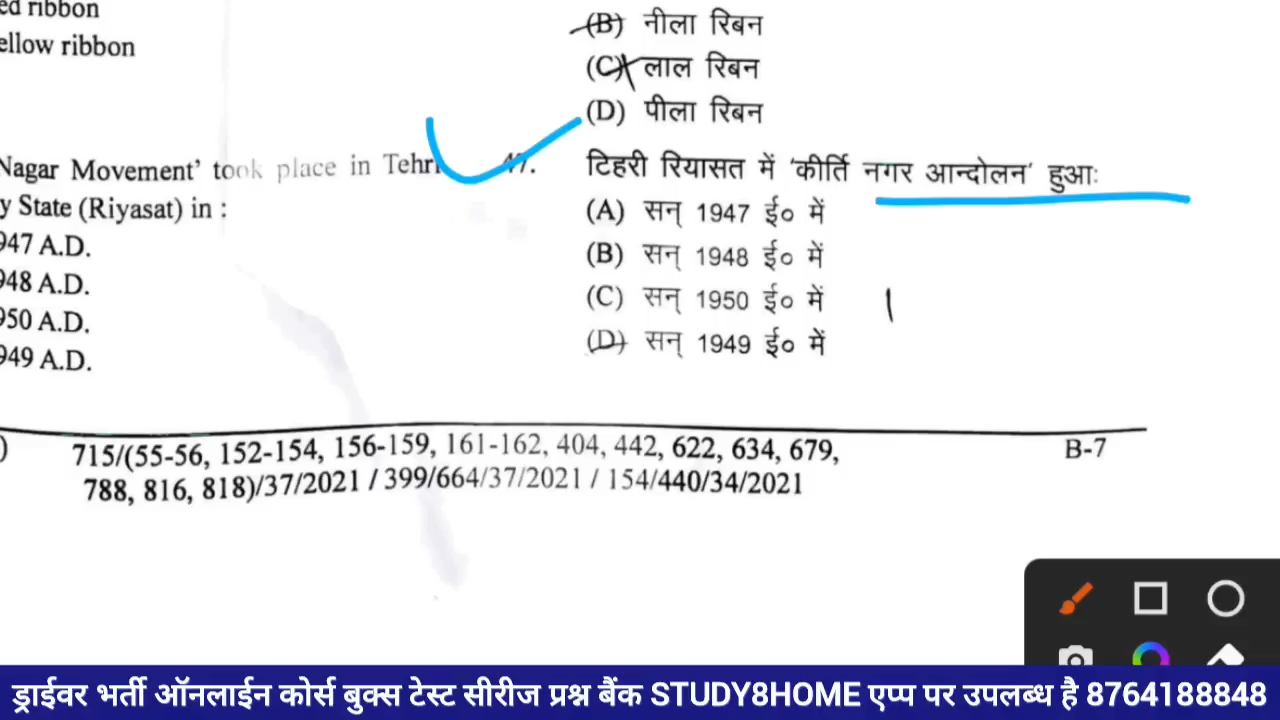 ed ribbon
ellow ribbon
Nagar Movement' took place in Tehri
y State (Riyasat) in :
947 A.D.
948 A.D.
950 A.D.
949 A.D.
(B) नीला रिबन
(C) लाल रिबन
(D) पीला रिबन
47. टिहरी रियासत में 'कीर्ति नगर आन्दोलन' हुआः
(A) सन् 1947 ई० में
(B) सन् 1948 ई० में
(C) सन् 1950 ई० में
(D) सन् 1949 ई० में
) 715/(55-56, 152-154, 156-159, 161-162, 404, 442, 622, 634, 679, B-7
788, 816, 818)/37/2021 / 399/664/37/2021 / 154/440/34/2021
ड्राईवर भर्ती ऑनलाईन कोर्स बुक्स टेस्ट सीरीज प्रश्न बैंक STUDY8HOME एप्प पर उपलब्ध है 8764188848